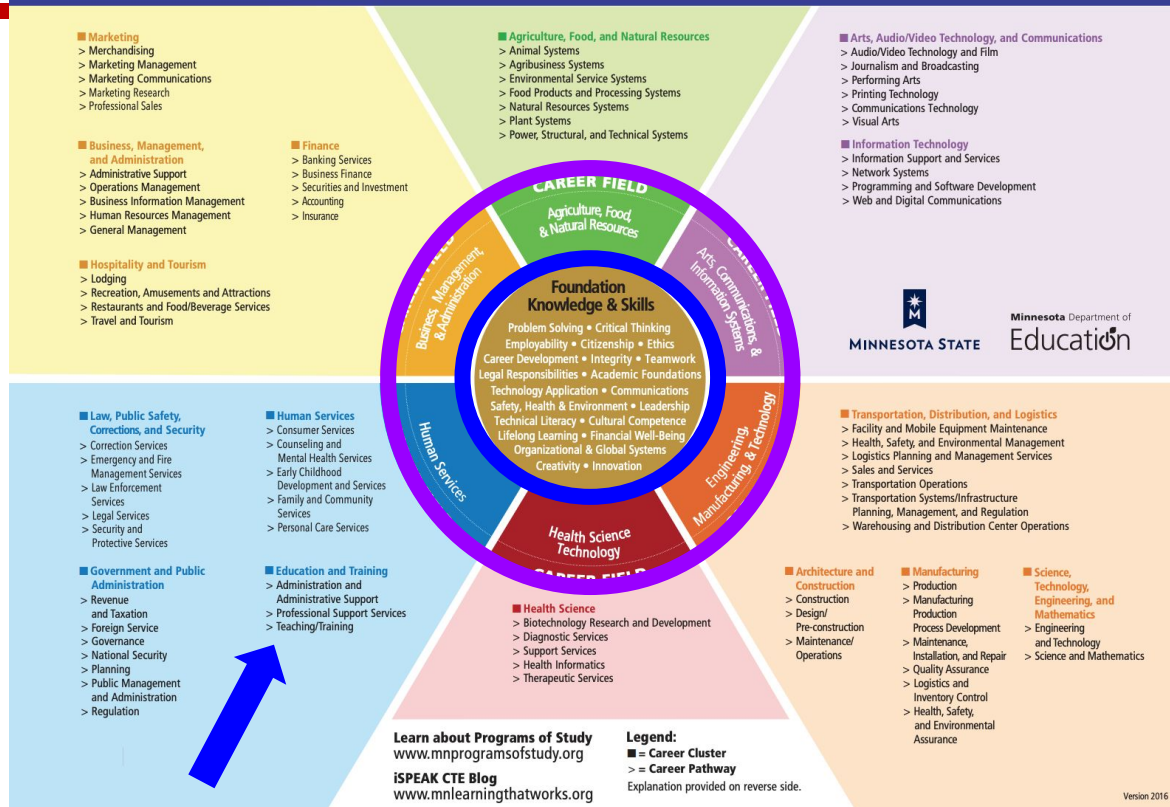 ■ Marketing
> Merchandising
> Marketing Management
> Marketing Communications
> Marketing Research
> Professional Sales
■ Business, Management,
and Administration
> Administrative Support
> Operations Management
> Business Information Management
> Human Resources Management
> General Management
■ Finance
> Banking Services
> Business Finance
> Securities and Investment
> Accounting
> Insurance
■ Hospitality and Tourism
> Lodging
> Recreation, Amusements and Attractions
> Restaurants and Food/Beverage Services
> Travel and Tourism
■ Agriculture, Food, and Natural Resources
> Animal Systems
> Agribusiness Systems
> Environmental Service Systems
> Food Products and Processing Systems
> Natural Resources Systems
> Plant Systems
> Power, Structural, and Technical Systems
■ Arts, Audio/Video Technology, and Communications
> Audio/Video Technology and Film
> Journalism and Broadcasting
> Performing Arts
> Printing Technology
> Communications Technology
> Visual Arts
■ Information Technology
> Information Support and Services
> Network Systems
> Programming and Software Development
> Web and Digital Communications
MINNESOTA STATE
Minnesota Department of
Education
CAREER FIELD
Agriculture, Food,
& Natural Resources
CAREER FIELD
Arts, Communications, &
Information Systems
FIELD
Business, Management,
& Administration
Foundation
Knowledge & Skills
Problem Solving • Critical Thinking
Employability • Citizenship • Ethics
Career Development • Integrity • Teamwork
Legal Responsibilities • Academic Foundations
Technology Application • Communications
Safety, Health & Environment • Leadership
Technical Literacy • Cultural Competence
Lifelong Learning • Financial Well-Being
Organizational & Global Systems
Creativity • Innovation
Human Services
Engineering,
Manufacturing, & Technology
Health Science
Technology
CAREER FIELD
■ Law, Public Safety,
Corrections, and Security
> Correction Services
> Emergency and Fire
Management Services
> Law Enforcement
Services
> Legal Services
> Security and
Protective Services
■ Human Services
> Consumer Services
> Counseling and
Mental Health Services
> Early Childhood
Development and Services
> Family and Community
Services
> Personal Care Services
■ Government and Public
Administration
> Revenue
and Taxation
> Foreign Service
> Governance
> National Security
> Planning
> Public Management
and Administration
> Regulation
■ Education and Training
> Administration and
Administrative Support
> Professional Support Services
> Teaching/Training
■ Health Science
> Biotechnology Research and Development
> Diagnostic Services
> Support Services
> Health Informatics
> Therapeutic Services
■ Transportation, Distribution, and Logistics
> Facility and Mobile Equipment Maintenance
> Health, Safety, and Environmental Management
> Logistics Planning and Management Services
> Sales and Services
> Transportation Operations
> Transportation Systems/Infrastructure
Planning, Management, and Regulation
> Warehousing and Distribution Center Operations
■ Architecture and
Construction
> Construction
> Design/
Pre-construction
> Maintenance/
Operations
■ Manufacturing
> Production
> Manufacturing
Production
Process Development
> Maintenance,
Installation, and Repair
> Quality Assurance
> Logistics and
Inventory Control
> Health, Safety,
and Environmental
Assurance
■ Science,
Technology,
Engineering, and
Mathematics
> Engineering
and Technology
> Science and Mathematics
Learn about Programs of Study
www.mnprogramsofstudy.org
iSPEAK CTE Blog
www.mnlearningthatworks.org
Legend:
■ = Career Cluster
> = Career Pathway
Explanation provided on reverse side.
Version 2016